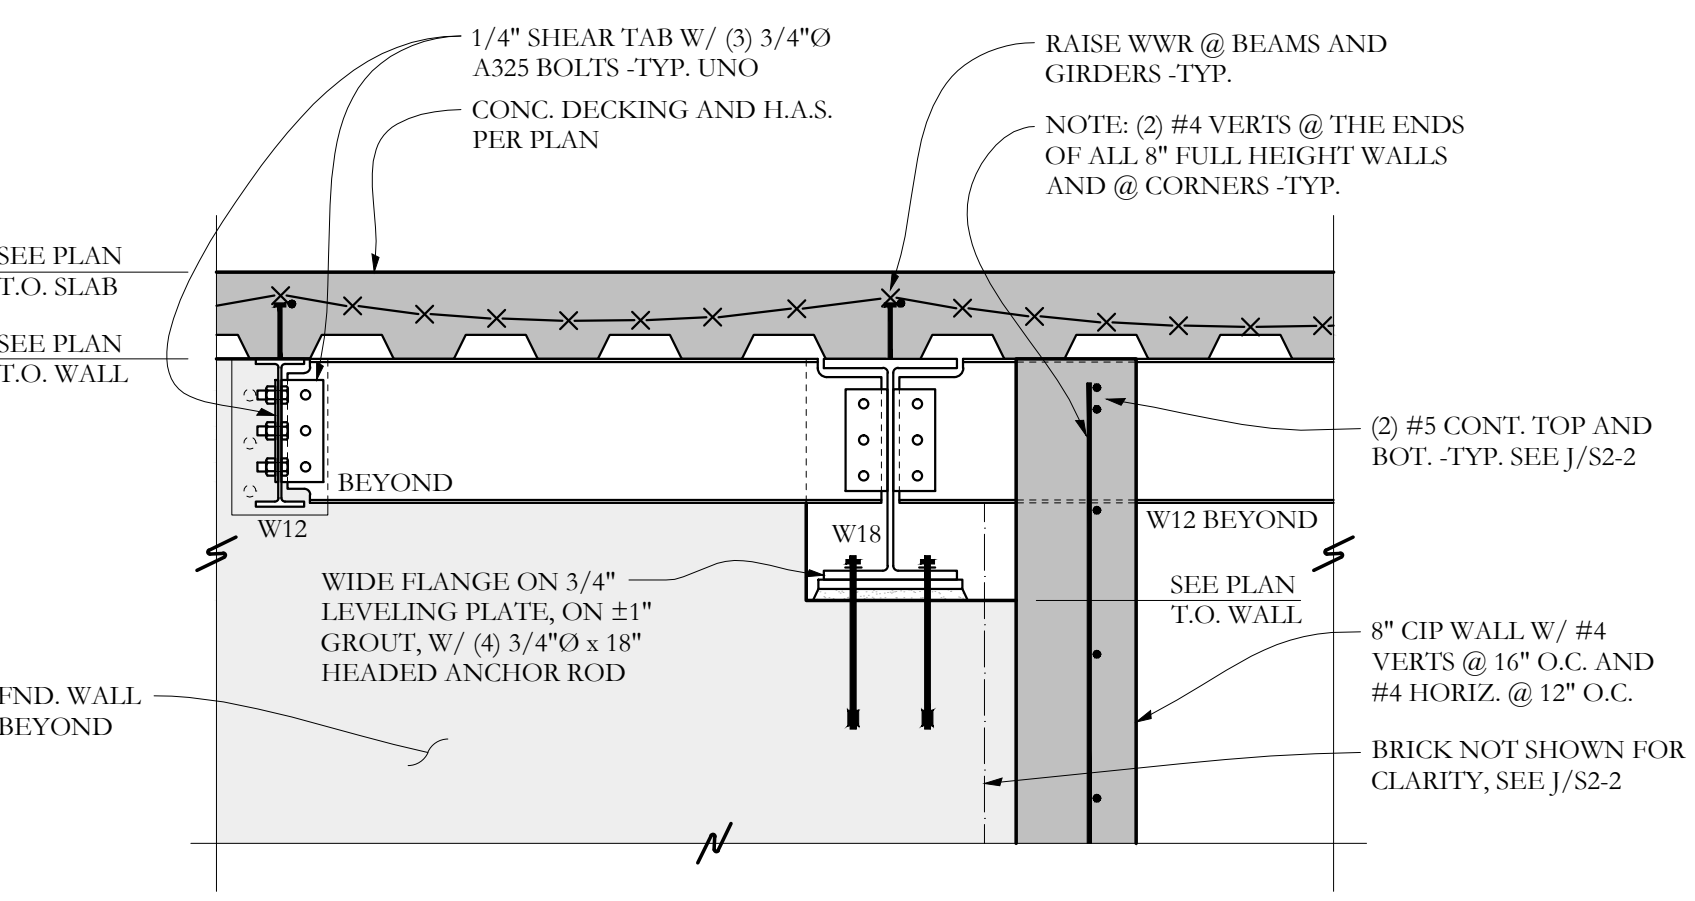 1/4" SHEAR TAB W/ (3) 3/4"Ø
A325 BOLTS -TYP. UNO
CONC. DECKING AND H.A.S.
PER PLAN
RAISE WWR @ BEAMS AND
GIRDERS -TYP.
NOTE: (2) #4 VERTS @ THE ENDS
OF ALL 8" FULL HEIGHT WALLS
AND @ CORNERS -TYP.
SEE PLAN
T.O. SLAB
SEE PLAN
T.O. WALL
(2) #5 CONT. TOP AND
BOT. -TYP. SEE J/S2-2
BEYOND
W12
W18
W12 BEYOND
WIDE FLANGE ON 3/4"
LEVELING PLATE, ON ±1"
GROUT, W/ (4) 3/4"Ø x 18"
HEADED ANCHOR ROD
SEE PLAN
T.O. WALL
8" CIP WALL W/ #4
VERTS @ 16" O.C. AND
#4 HORIZ. @ 12" O.C.
FND. WALL
BEYOND
BRICK NOT SHOWN FOR
CLARITY, SEE J/S2-2